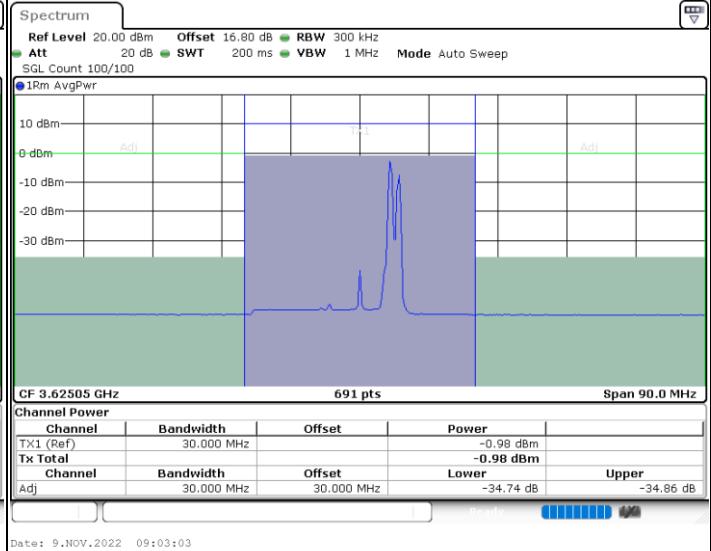 Spectrum
Ref Level 20.00 dBm Offset 16.80 dB RBW 300 kHz
Att 20 dB SWT 200 ms VBW 1 MHz Mode Auto Sweep
SGL Count 100/100
1Rm AvgPwr
10 dBm
TX1
Adj
Adj
0 dBm
-10 dBm
-20 dBm
-30 dBm
CF 3.62505 GHz 691 pts Span 90.0 MHz
Channel Power
Channel Bandwidth Offset Power
TX1 (Ref) 30.000 MHz -0.98 dBm
Tx Total -0.98 dBm
Channel Bandwidth Offset Lower Upper
Adj 30.000 MHz 30.000 MHz -34.74 dB -34.86 dB
Ready
Date: 9.NOV.2022 09:03:03